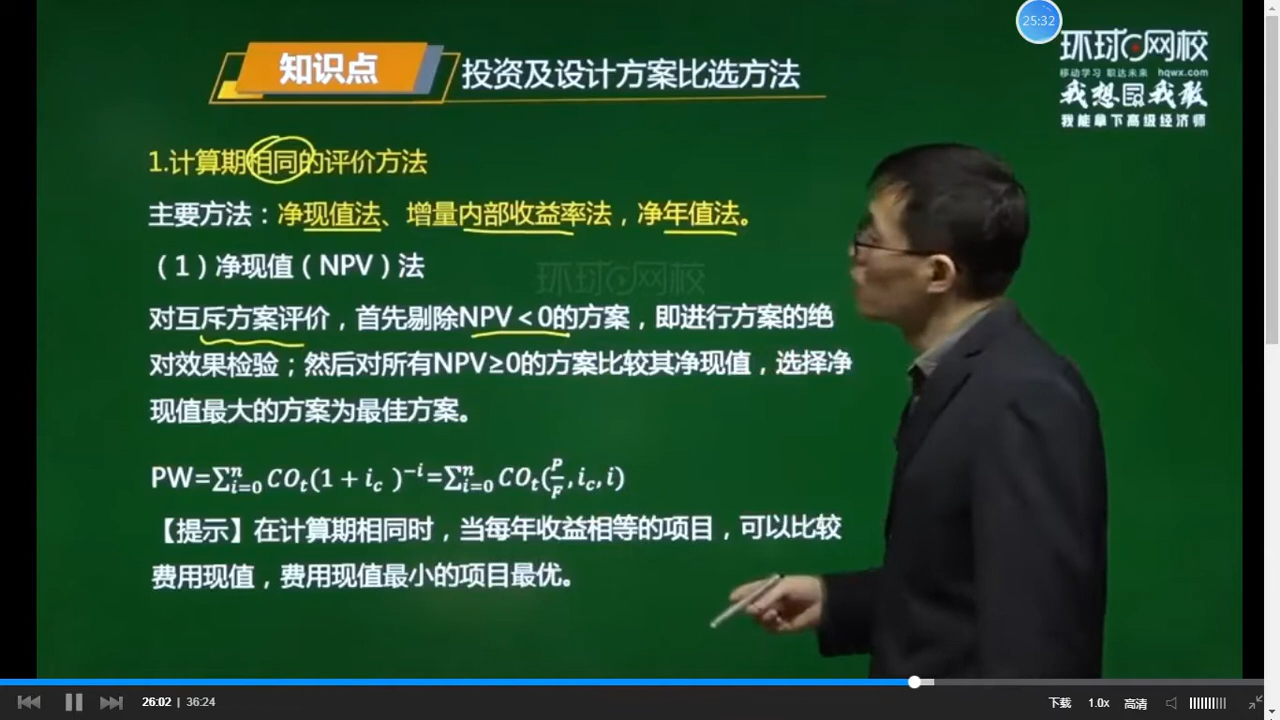 25:32
环球网校
移动学习 职达未来 hqwx.com
我想 我敢
我能拿下高级经济师
知识点
投资及设计方案比选方法
1.计算期相同的评价方法
主要方法：净现值法、增量内部收益率法，净年值法。
（1）净现值（NPV）法
环球网校
对互斥方案评价，首先剔除NPV＜0的方案，即进行方案的绝
对效果检验；然后对所有NPV≥0的方案比较其净现值，选择净
现值最大的方案为最佳方案。
PW=∑ⁿᵢ₌₀ COₜ(1 + i_c )⁻ⁱ=∑ⁿᵢ₌₀ COₜ(P/F, i_c, i)
【提示】在计算期相同时，当每年收益相等的项目，可以比较
费用现值，费用现值最小的项目最优。
26:02 | 36:24
下载 1.0x 高清